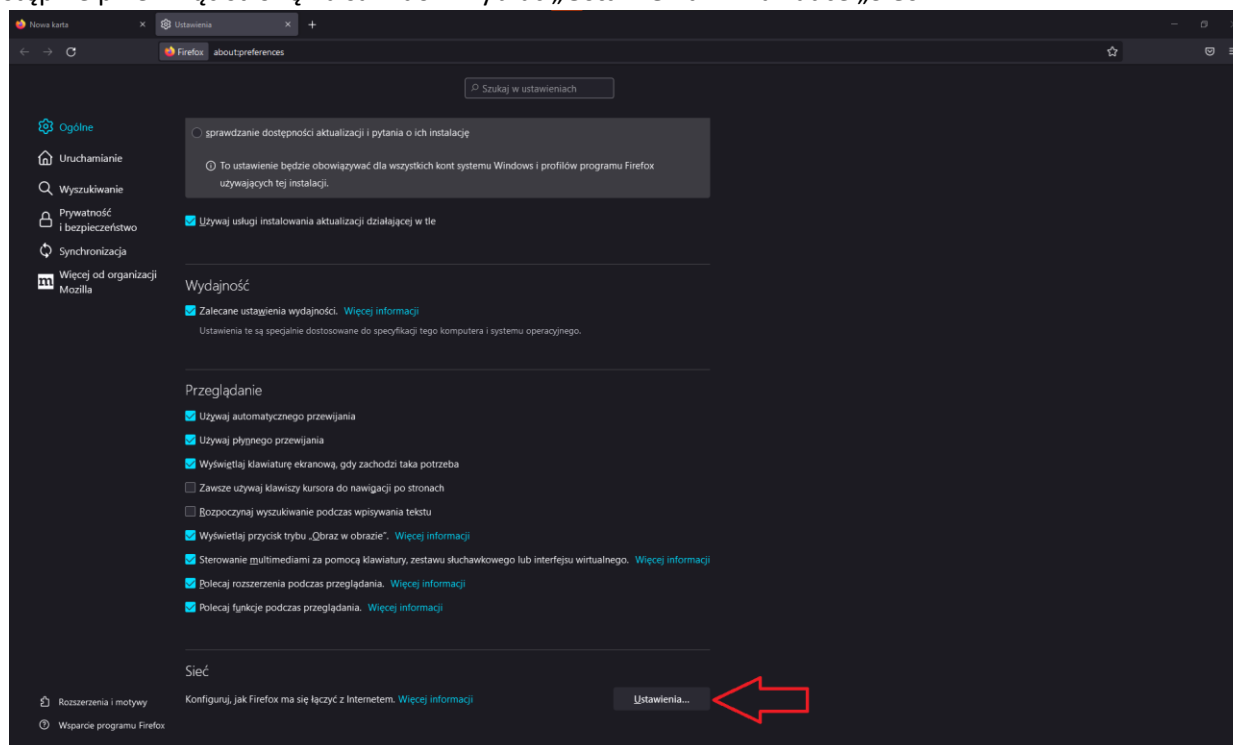 Nowa karta
Ustawienia
Firefox about:preferences
Szukaj w ustawieniach
Ogólne
Uruchamianie
Wyszukiwanie
Prywatność
i bezpieczeństwo
Synchronizacja
Więcej od organizacji
Mozilla
Rozszerzenia i motywy
Wsparcie programu Firefox
sprawdzanie dostępności aktualizacji i pytania o ich instalację
To ustawienie będzie obowiązywać dla wszystkich kont systemu Windows i profilów programu Firefox
używających tej instalacji.
Używaj usługi instalowania aktualizacji działającej w tle
Wydajność
Zalecane ustawienia wydajności. Więcej informacji
Ustawienia te są specjalnie dostosowane do specyfikacji tego komputera i systemu operacyjnego.
Przeglądanie
Używaj automatycznego przewijania
Używaj płynnego przewijania
Wyświetlaj klawiaturę ekranową, gdy zachodzi taka potrzeba
Zawsze używaj klawiszy kursora do nawigacji po stronach
Rozpoczynaj wyszukiwanie podczas wpisywania tekstu
Wyświetlaj przycisk trybu „Obraz w obrazie”. Więcej informacji
Sterowanie multimediami za pomocą klawiatury, zestawu słuchawkowego lub interfejsu wirtualnego. Więcej informacji
Polecaj rozszerzenia podczas przeglądania. Więcej informacji
Polecaj funkcje podczas przeglądania. Więcej informacji
Sieć
Konfiguruj, jak Firefox ma się łączyć z Internetem. Więcej informacji
Ustawienia...